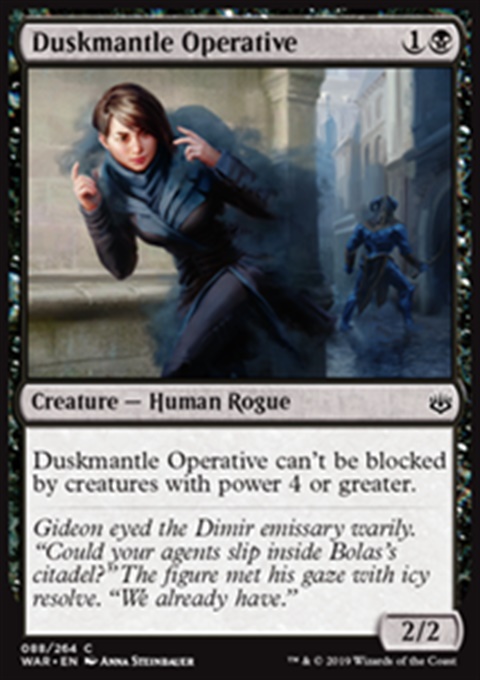 Duskmantle Operative 1
Creature — Human Rogue
Duskmantle Operative can't be blocked
by creatures with power 4 or greater.
Gideon eyed the Dimir emissary warily.
"Could your agents slip inside Bolas's
citadel?" The figure met his gaze with icy
resolve. "We already have."
2/2
088/264 C
WAR • EN Anna Steinbauer
™ & © 2019 Wizards of the Coast